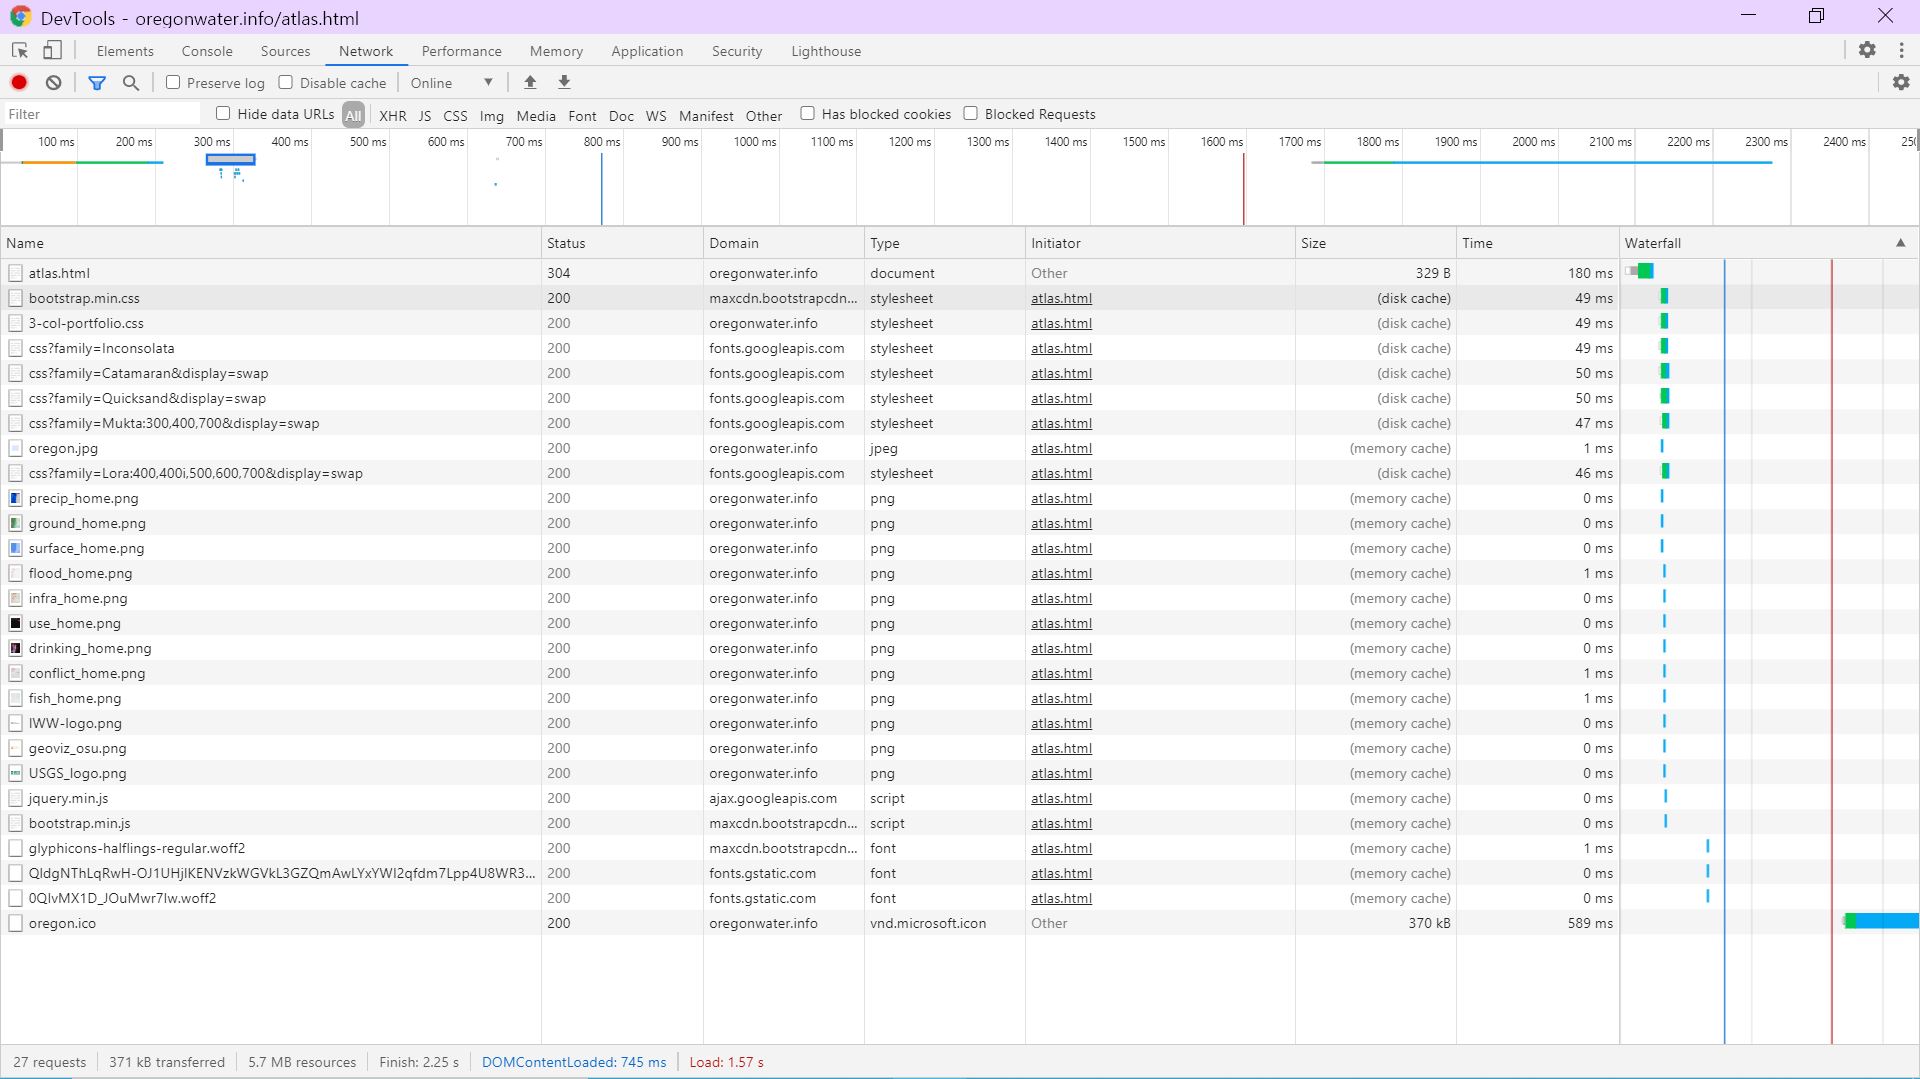 DevTools - oregonwater.info/atlas.html
Elements Console Sources Network Performance Memory Application Security Lighthouse
Preserve log Disable cache Online
Filter Hide data URLs All XHR JS CSS Img Media Font Doc WS Manifest Other Has blocked cookies Blocked Requests
100 ms 200 ms 300 ms 400 ms 500 ms 600 ms 700 ms 800 ms 900 ms 1000 ms 1100 ms 1200 ms 1300 ms 1400 ms 1500 ms 1600 ms 1700 ms 1800 ms 1900 ms 2000 ms 2100 ms 2200 ms 2300 ms 2400 ms 250
Name Status Domain Type Initiator Size Time Waterfall
atlas.html 304 oregonwater.info document Other 329 B 180 ms
bootstrap.min.css 200 maxcdn.bootstrapcdn... stylesheet atlas.html (disk cache) 49 ms
3-col-portfolio.css 200 oregonwater.info stylesheet atlas.html (disk cache) 49 ms
css?family=Inconsolata 200 fonts.googleapis.com stylesheet atlas.html (disk cache) 49 ms
css?family=Catamaran&display=swap 200 fonts.googleapis.com stylesheet atlas.html (disk cache) 50 ms
css?family=Quicksand&display=swap 200 fonts.googleapis.com stylesheet atlas.html (disk cache) 50 ms
css?family=Mukta:300,400,700&display=swap 200 fonts.googleapis.com stylesheet atlas.html (disk cache) 47 ms
oregon.jpg 200 oregonwater.info jpeg atlas.html (memory cache) 1 ms
css?family=Lora:400,400i,500,600,700&display=swap 200 fonts.googleapis.com stylesheet atlas.html (disk cache) 46 ms
precip_home.png 200 oregonwater.info png atlas.html (memory cache) 0 ms
ground_home.png 200 oregonwater.info png atlas.html (memory cache) 0 ms
surface_home.png 200 oregonwater.info png atlas.html (memory cache) 0 ms
flood_home.png 200 oregonwater.info png atlas.html (memory cache) 1 ms
infra_home.png 200 oregonwater.info png atlas.html (memory cache) 0 ms
use_home.png 200 oregonwater.info png atlas.html (memory cache) 0 ms
drinking_home.png 200 oregonwater.info png atlas.html (memory cache) 0 ms
conflict_home.png 200 oregonwater.info png atlas.html (memory cache) 1 ms
fish_home.png 200 oregonwater.info png atlas.html (memory cache) 1 ms
IWW-logo.png 200 oregonwater.info png atlas.html (memory cache) 0 ms
geoviz_osu.png 200 oregonwater.info png atlas.html (memory cache) 0 ms
USGS_logo.png 200 oregonwater.info png atlas.html (memory cache) 0 ms
jquery.min.js 200 ajax.googleapis.com script atlas.html (memory cache) 0 ms
bootstrap.min.js 200 maxcdn.bootstrapcdn... script atlas.html (memory cache) 0 ms
glyphicons-halflings-regular.woff2 200 maxcdn.bootstrapcdn... font atlas.html (memory cache) 1 ms
QldgNThLqRwH-OJ1UHjlKENVzkWGVkL3GZQmAwLYxYWI2qfdm7Lpp4U8WR3... 200 fonts.gstatic.com font atlas.html (memory cache) 0 ms
0QIvMX1D_JOuMwr7Iw.woff2 200 fonts.gstatic.com font atlas.html (memory cache) 0 ms
oregon.ico 200 oregonwater.info vnd.microsoft.icon Other 370 kB 589 ms
27 requests 371 kB transferred 5.7 MB resources Finish: 2.25 s DOMContentLoaded: 745 ms Load: 1.57 s